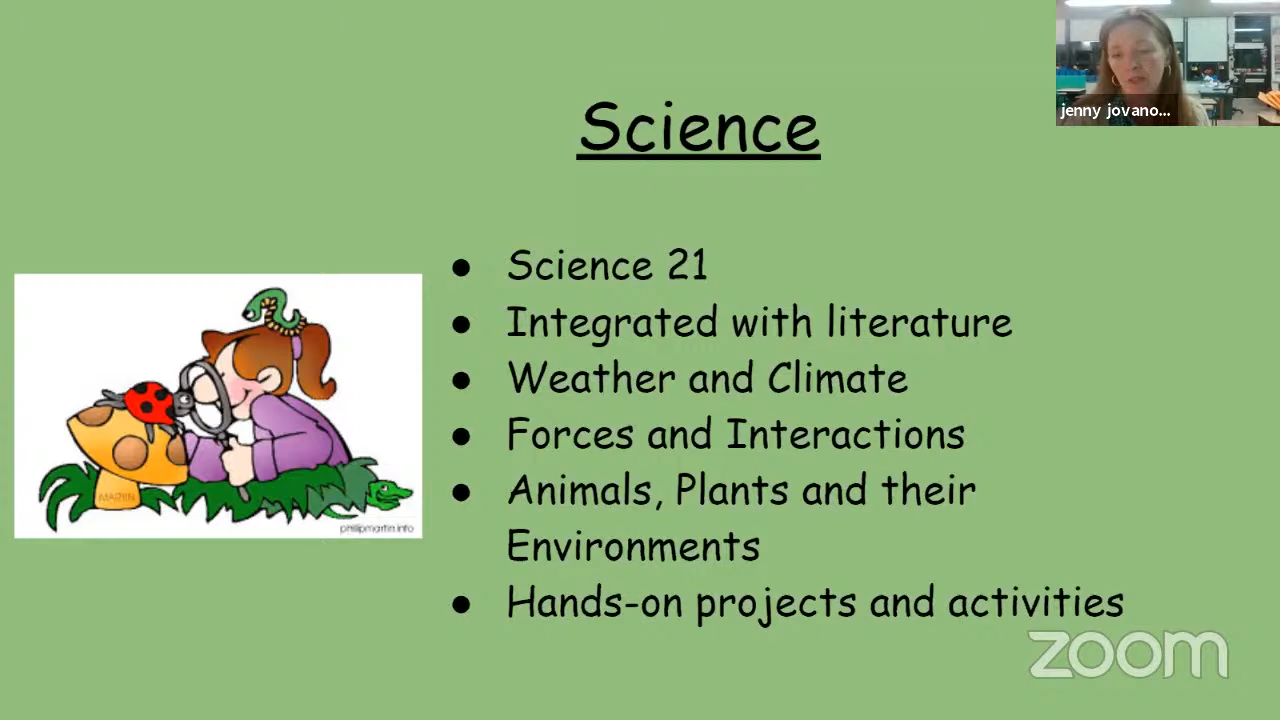 jenny jovano...
Science
● Science 21
● Integrated with literature
● Weather and Climate
● Forces and Interactions
● Animals, Plants and their
Environments
● Hands-on projects and activities
MARTIN
philipmartin.info
zoom